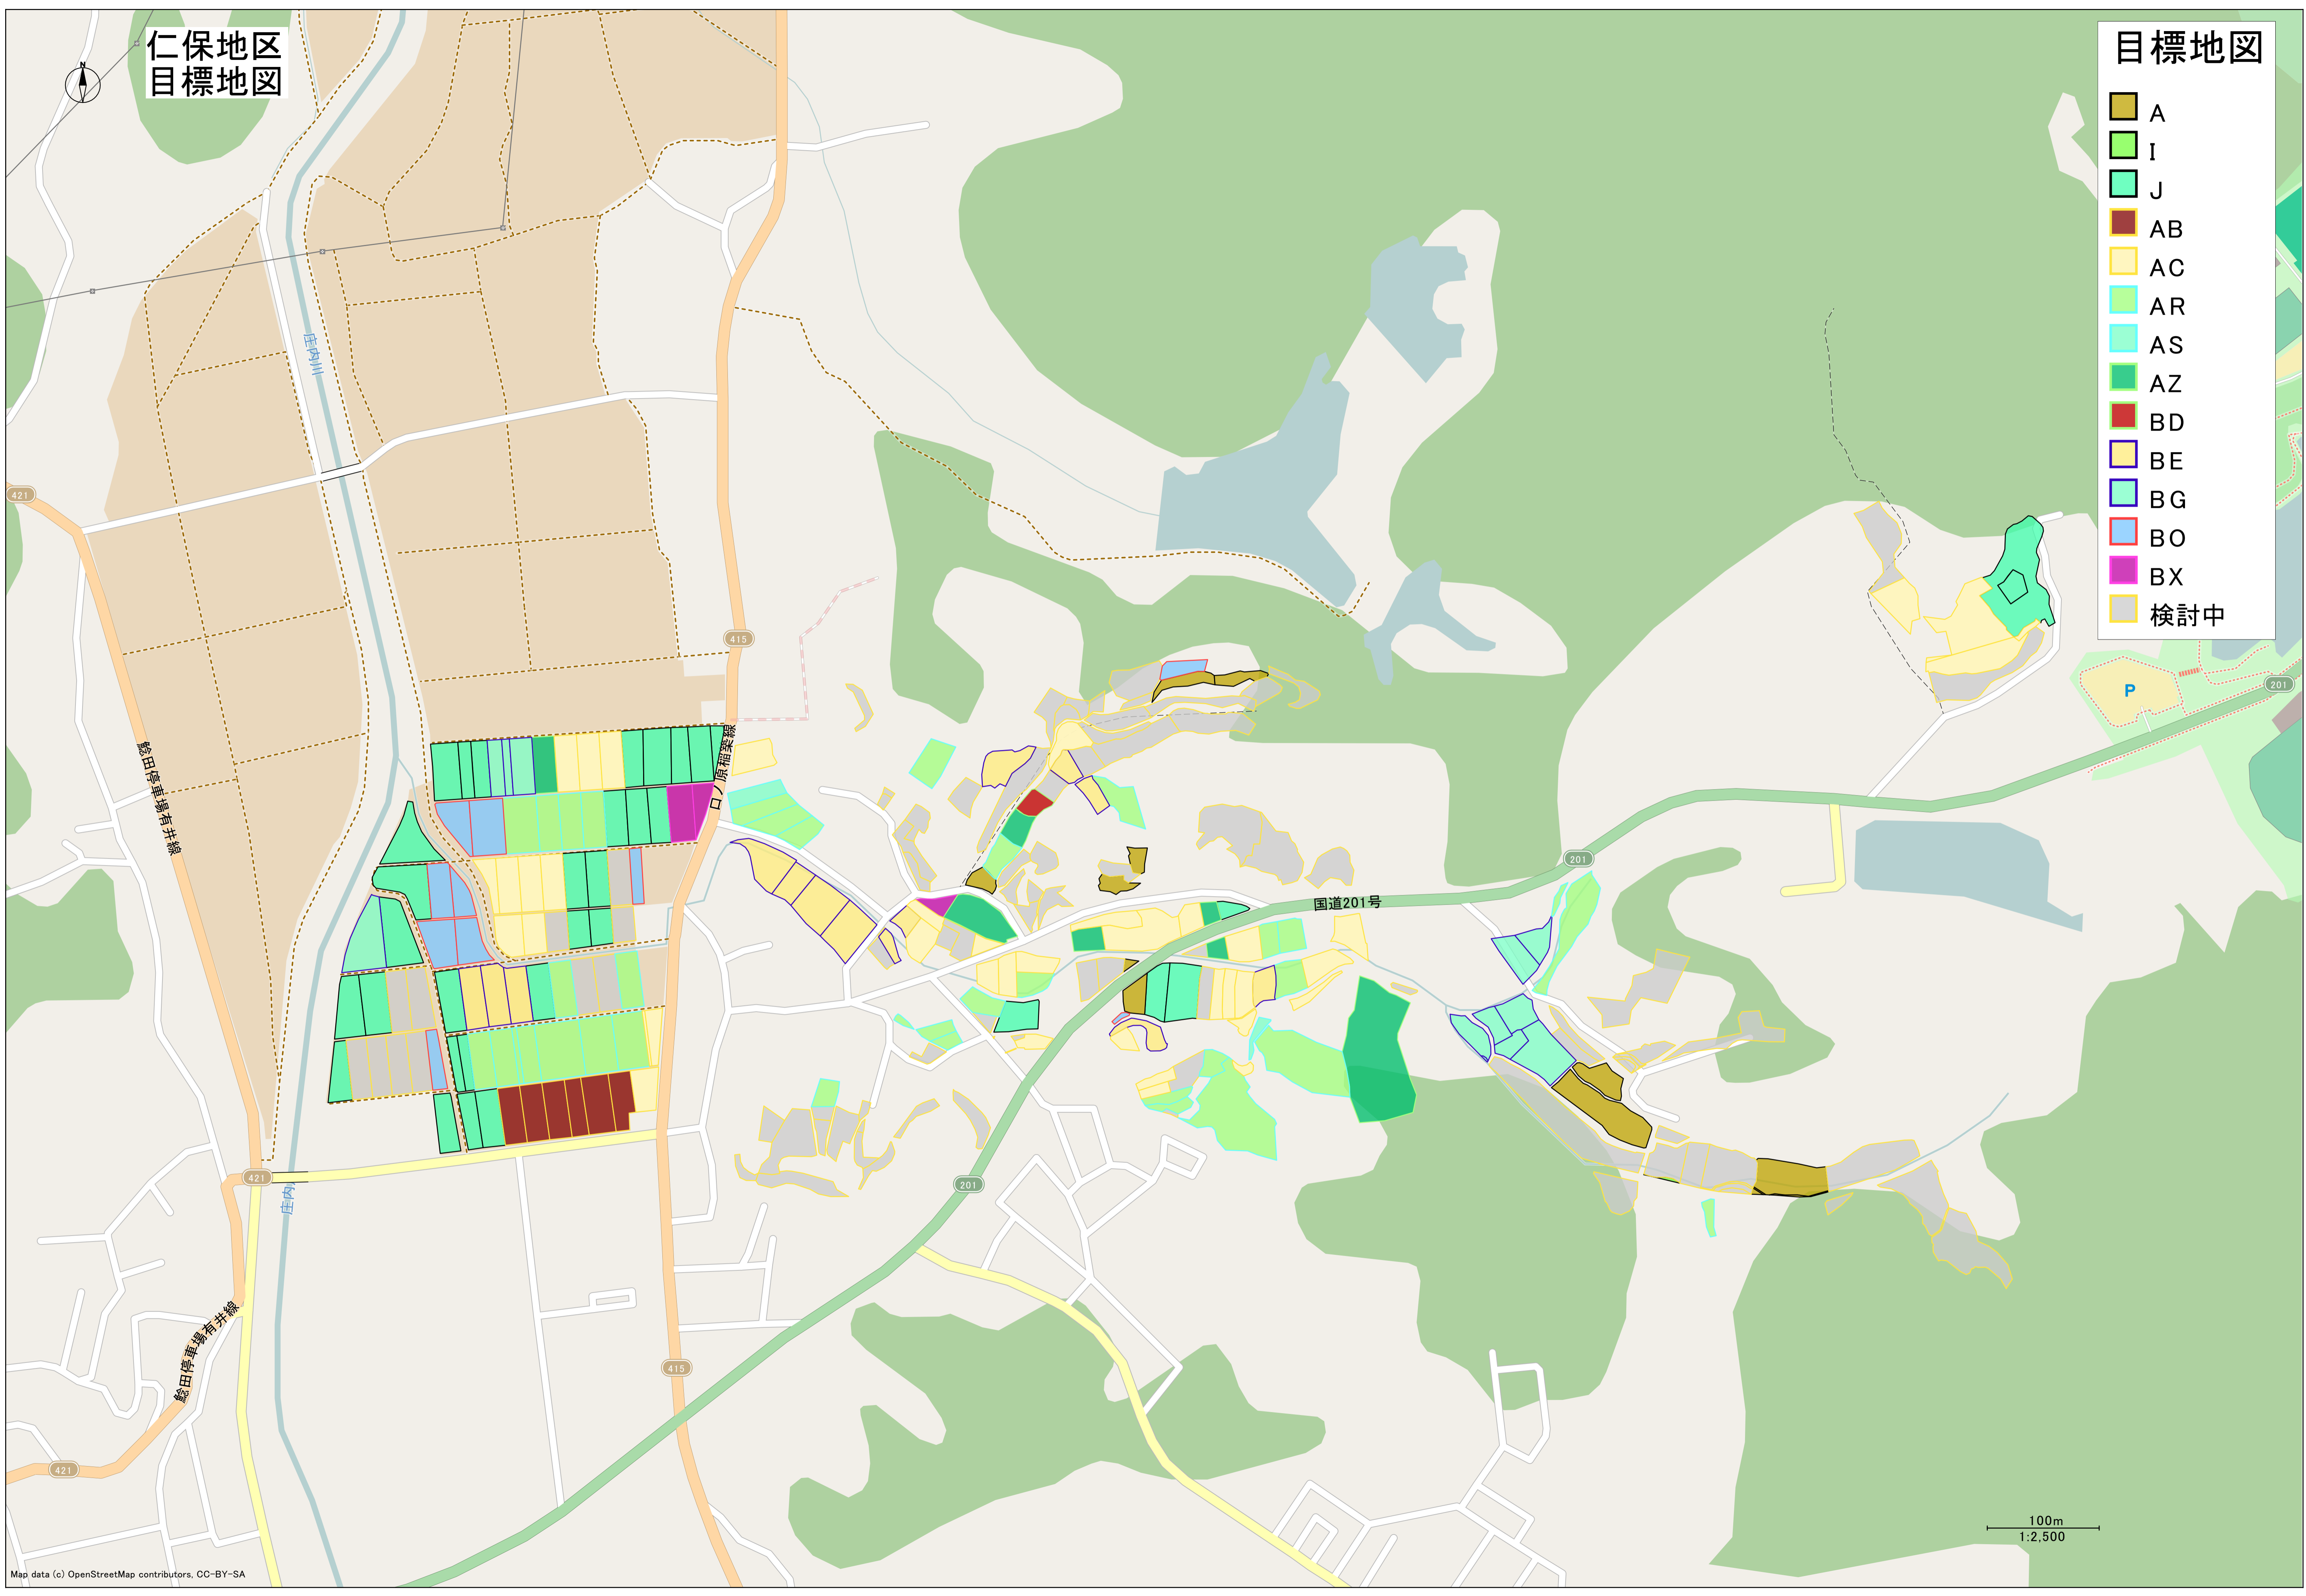 仁保地区
目標地図
N
目標地図
A
I
J
AB
AC
AR
AS
AZ
BD
BE
BG
BO
BX
検討中
庄内川
421
415
鯰田停車場有井線
口ノ原稲築線
P
201
201
国道201号
421
庄内
201
鯰田停車場有井線
415
421
100m
1:2,500
Map data (c) OpenStreetMap contributors, CC-BY-SA